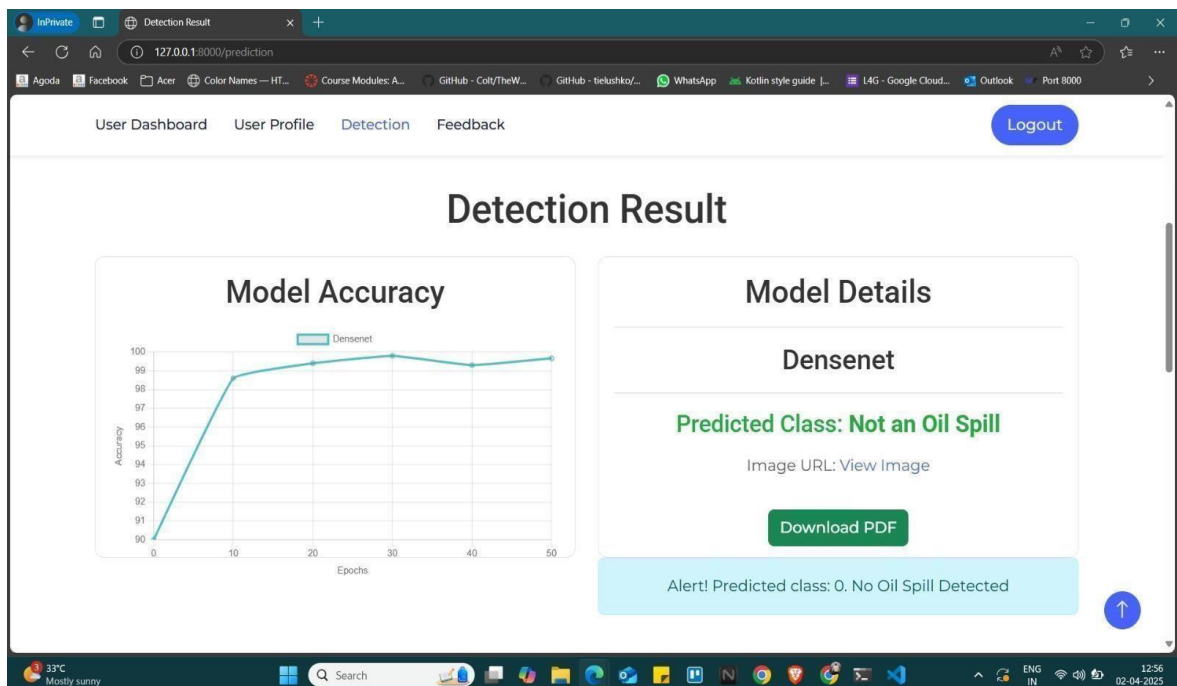 InPrivate
Detection Result
127.0.0.1:8000/prediction
Agoda Facebook Acer Color Names — HT... Course Modules: A... GitHub - Colt/TheW... GitHub - tielushko/... WhatsApp Kotlin style guide |... L4G - Google Cloud... Outlook Port 8000
User Dashboard User Profile Detection Feedback Logout
Detection Result
Model Accuracy
Densenet
100
99
98
97
96
95
94
93
92
91
90
Accuracy
0 10 20 30 40 50
Epochs
Model Details
Densenet
Predicted Class: Not an Oil Spill
Image URL: View Image
Download PDF
Alert! Predicted class: 0. No Oil Spill Detected
3
33°C
Mostly sunny
Search
ENG
IN
12:56
02-04-2025